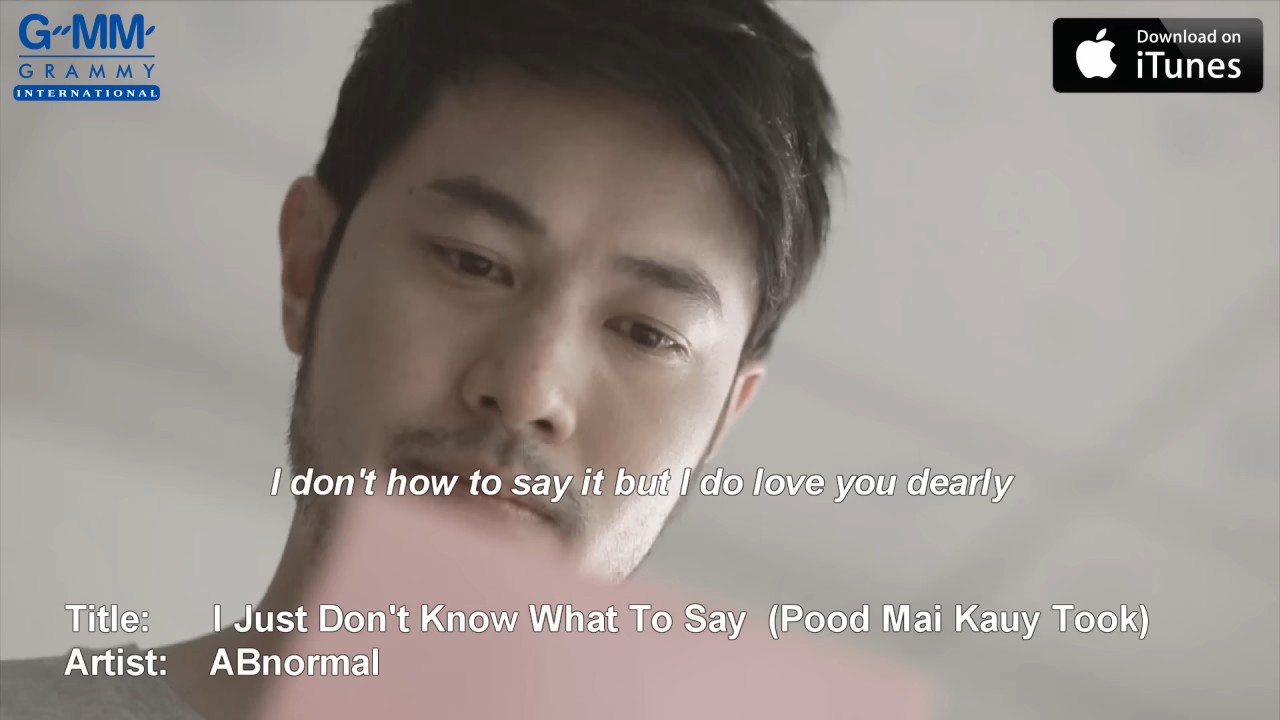 G-MM-
GRAMMY
INTERNATIONAL
Download on
iTunes
I don't how to say it but I do love you dearly
Title: I Just Don't Know What To Say (Pood Mai Kauy Took)
Artist: ABnormal